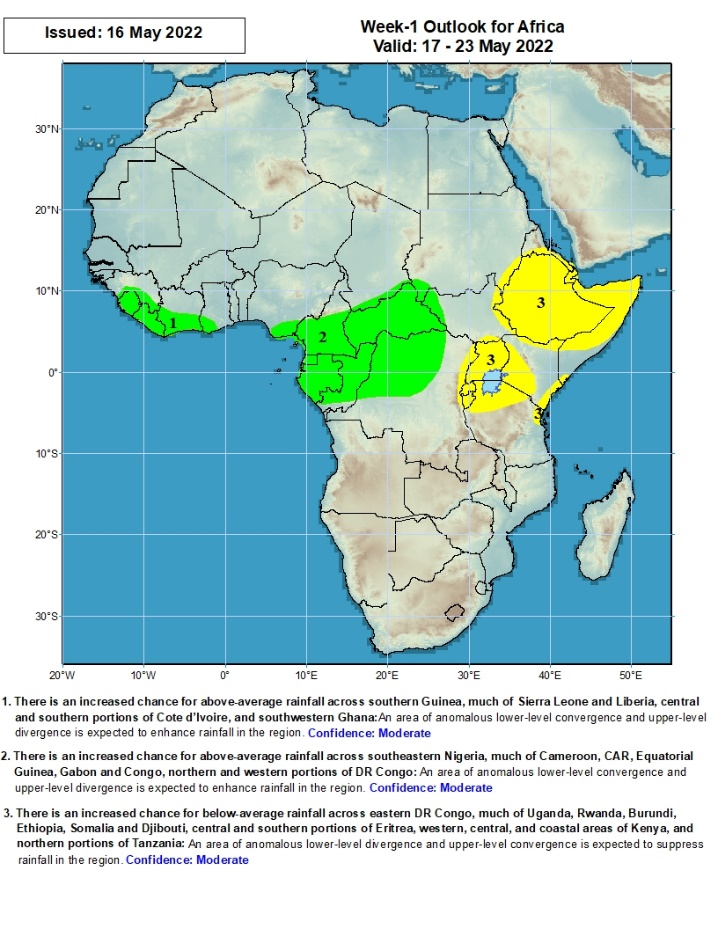 Issued: 16 May 2022
Week-1 Outlook for Africa
Valid: 17 - 23 May 2022
30°N
20°N
10°N
0°
10°S
20°S
30°S
1
2
3
3
3
20°W
10°W
0°
10°E
20°E
30°E
40°E
50°E
1. There is an increased chance for above-average rainfall across southern Guinea, much of Sierra Leone and Liberia, central
and southern portions of Cote d'Ivoire, and southwestern Ghana:An area of anomalous lower-level convergence and upper-level
divergence is expected to enhance rainfall in the region. Confidence: Moderate
2. There is an increased chance for above-average rainfall across southeastern Nigeria, much of Cameroon, CAR, Equatorial
Guinea, Gabon and Congo, northern and western portions of DR Congo: An area of anomalous lower-level convergence and
upper-level divergence is expected to enhance rainfall in the region. Confidence: Moderate
3. There is an increased chance for below-average rainfall across eastern DR Congo, much of Uganda, Rwanda, Burundi,
Ethiopia, Somalia and Djibouti, central and southern portions of Eritrea, western, central, and coastal areas of Kenya, and
northern portions of Tanzania: An area of anomalous lower-level divergence and upper-level convergence is expected to suppress
rainfall in the region. Confidence: Moderate